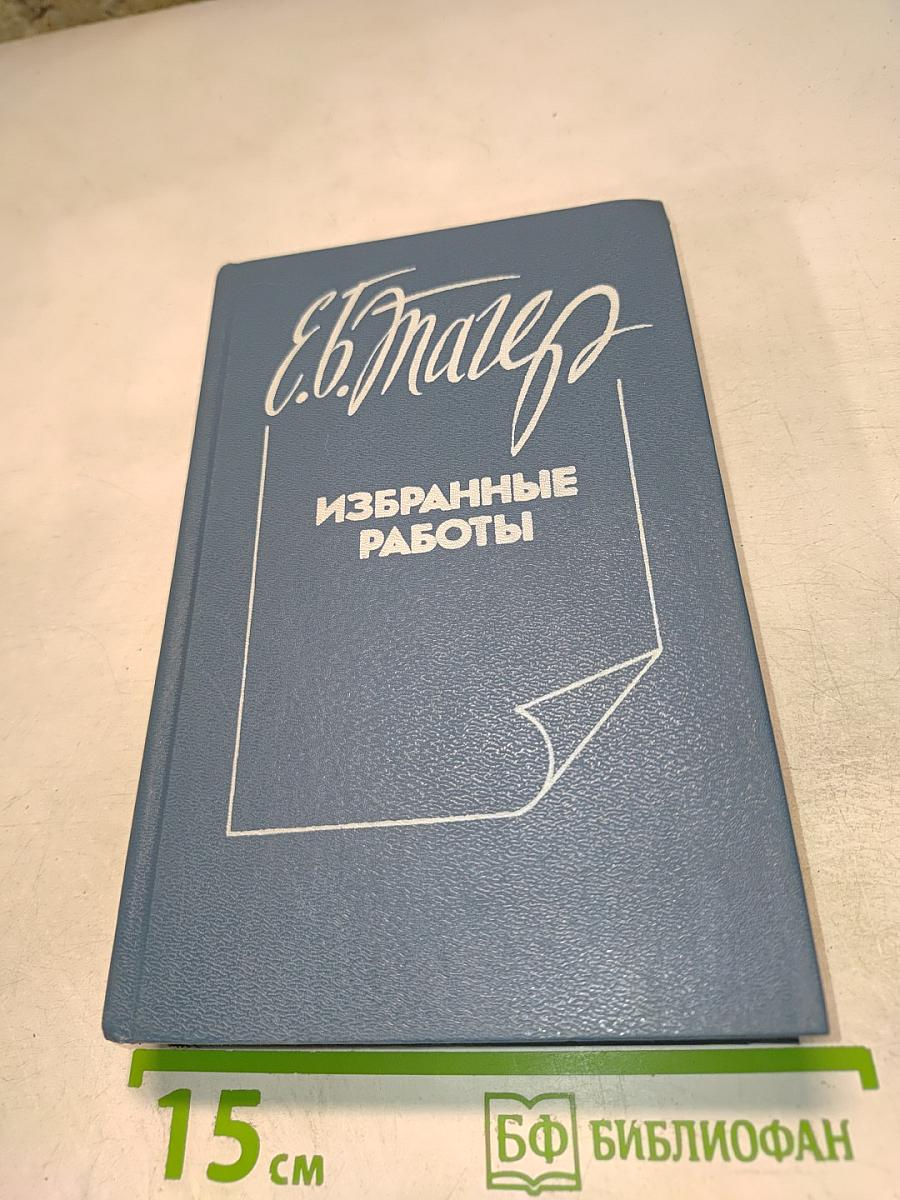 Е.Б. Тагер
ИЗБРАННЫЕ
РАБОТЫ
15 см
БФ БИБЛИОФАН